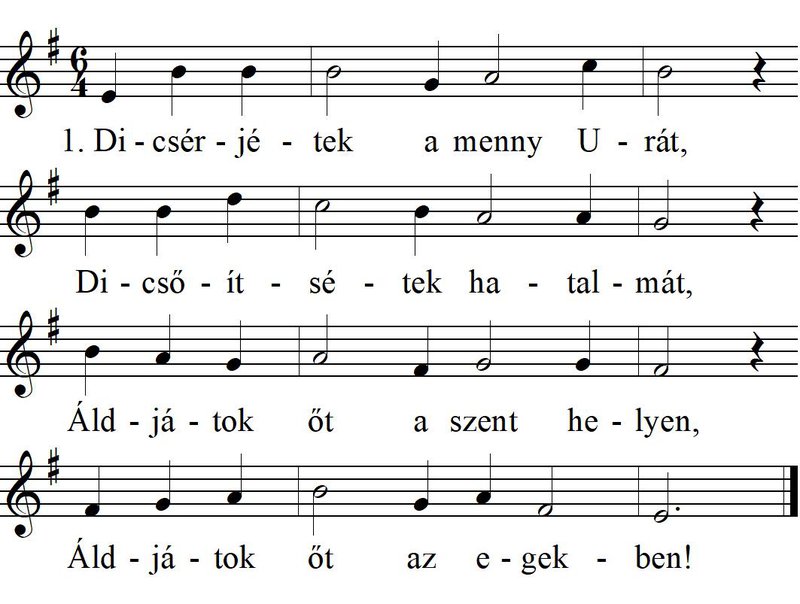 6
4
1. Di - csér - jé - tek a menny U - rát,
Di - cső - ít - sé - tek ha - tal - mát,
Áld - já - tok őt a szent he - lyen,
Áld - já - tok őt az e - gek - ben!